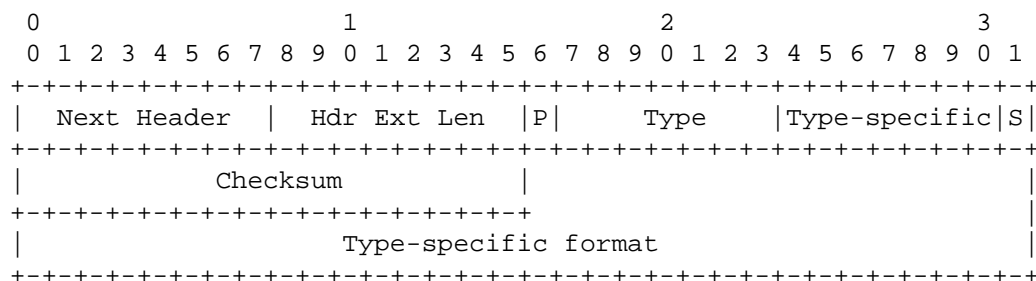 0                   1                   2                   3
 0 1 2 3 4 5 6 7 8 9 0 1 2 3 4 5 6 7 8 9 0 1 2 3 4 5 6 7 8 9 0 1
+-+-+-+-+-+-+-+-+-+-+-+-+-+-+-+-+-+-+-+-+-+-+-+-+-+-+-+-+-+-+-+-+
|  Next Header  |  Hdr Ext Len  |P|     Type    |Type-specific|S|
+-+-+-+-+-+-+-+-+-+-+-+-+-+-+-+-+-+-+-+-+-+-+-+-+-+-+-+-+-+-+-+-+
|            Checksum           |                               |
+-+-+-+-+-+-+-+-+-+-+-+-+-+-+-+-+                               |
|                    Type-specific format                       |
+-+-+-+-+-+-+-+-+-+-+-+-+-+-+-+-+-+-+-+-+-+-+-+-+-+-+-+-+-+-+-+-+